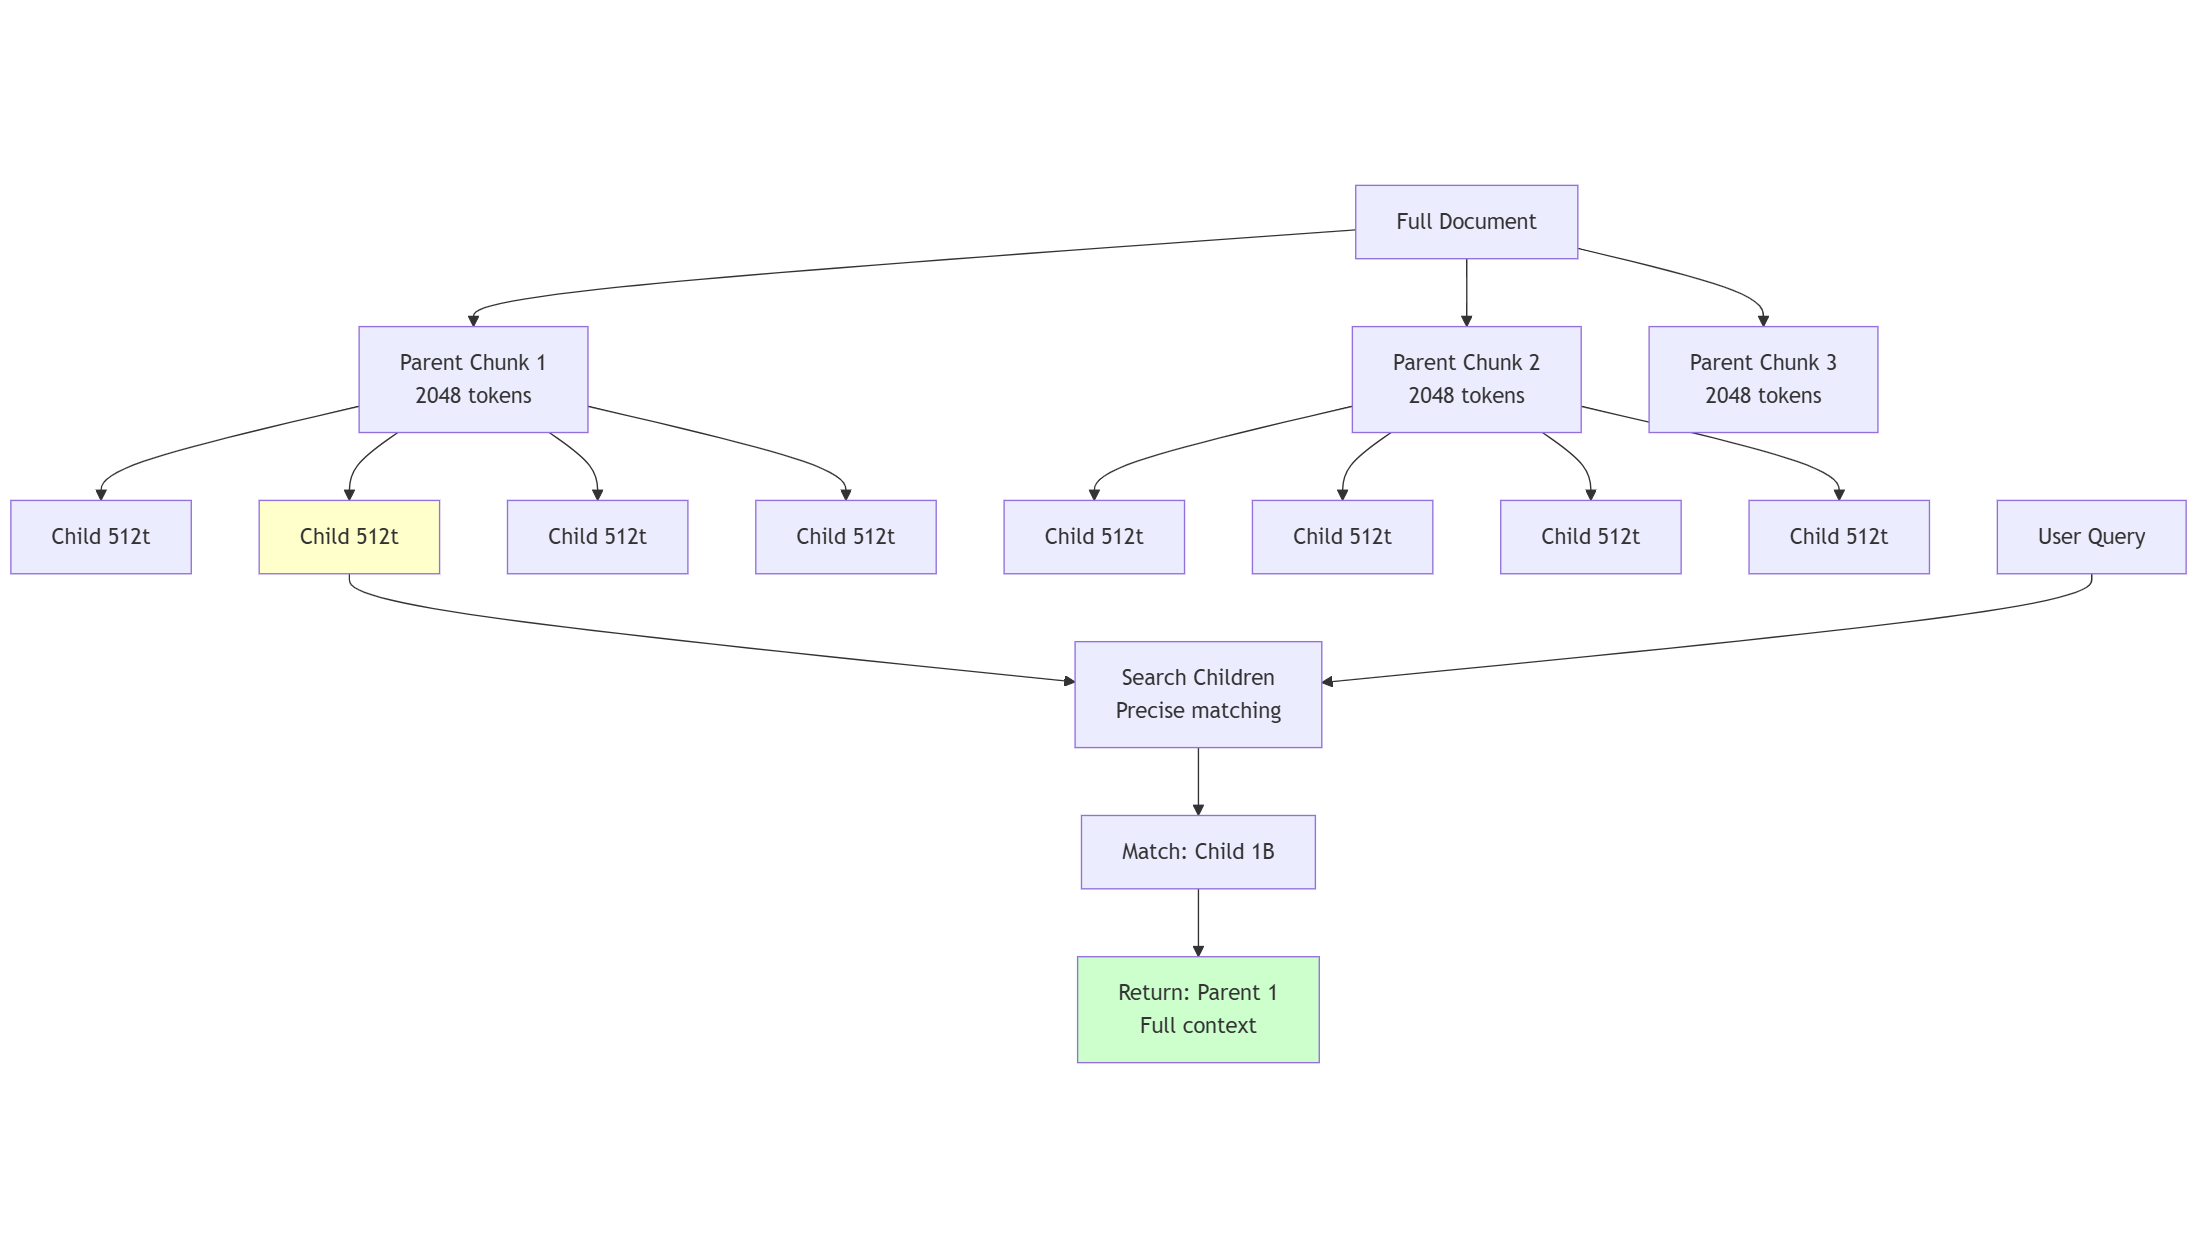 Full Document
Parent Chunk 1
2048 tokens
Parent Chunk 2
2048 tokens
Parent Chunk 3
2048 tokens
Child 512t
Child 512t
Child 512t
Child 512t
Child 512t
Child 512t
Child 512t
Child 512t
User Query
Search Children
Precise matching
Match: Child 1B
Return: Parent 1
Full context